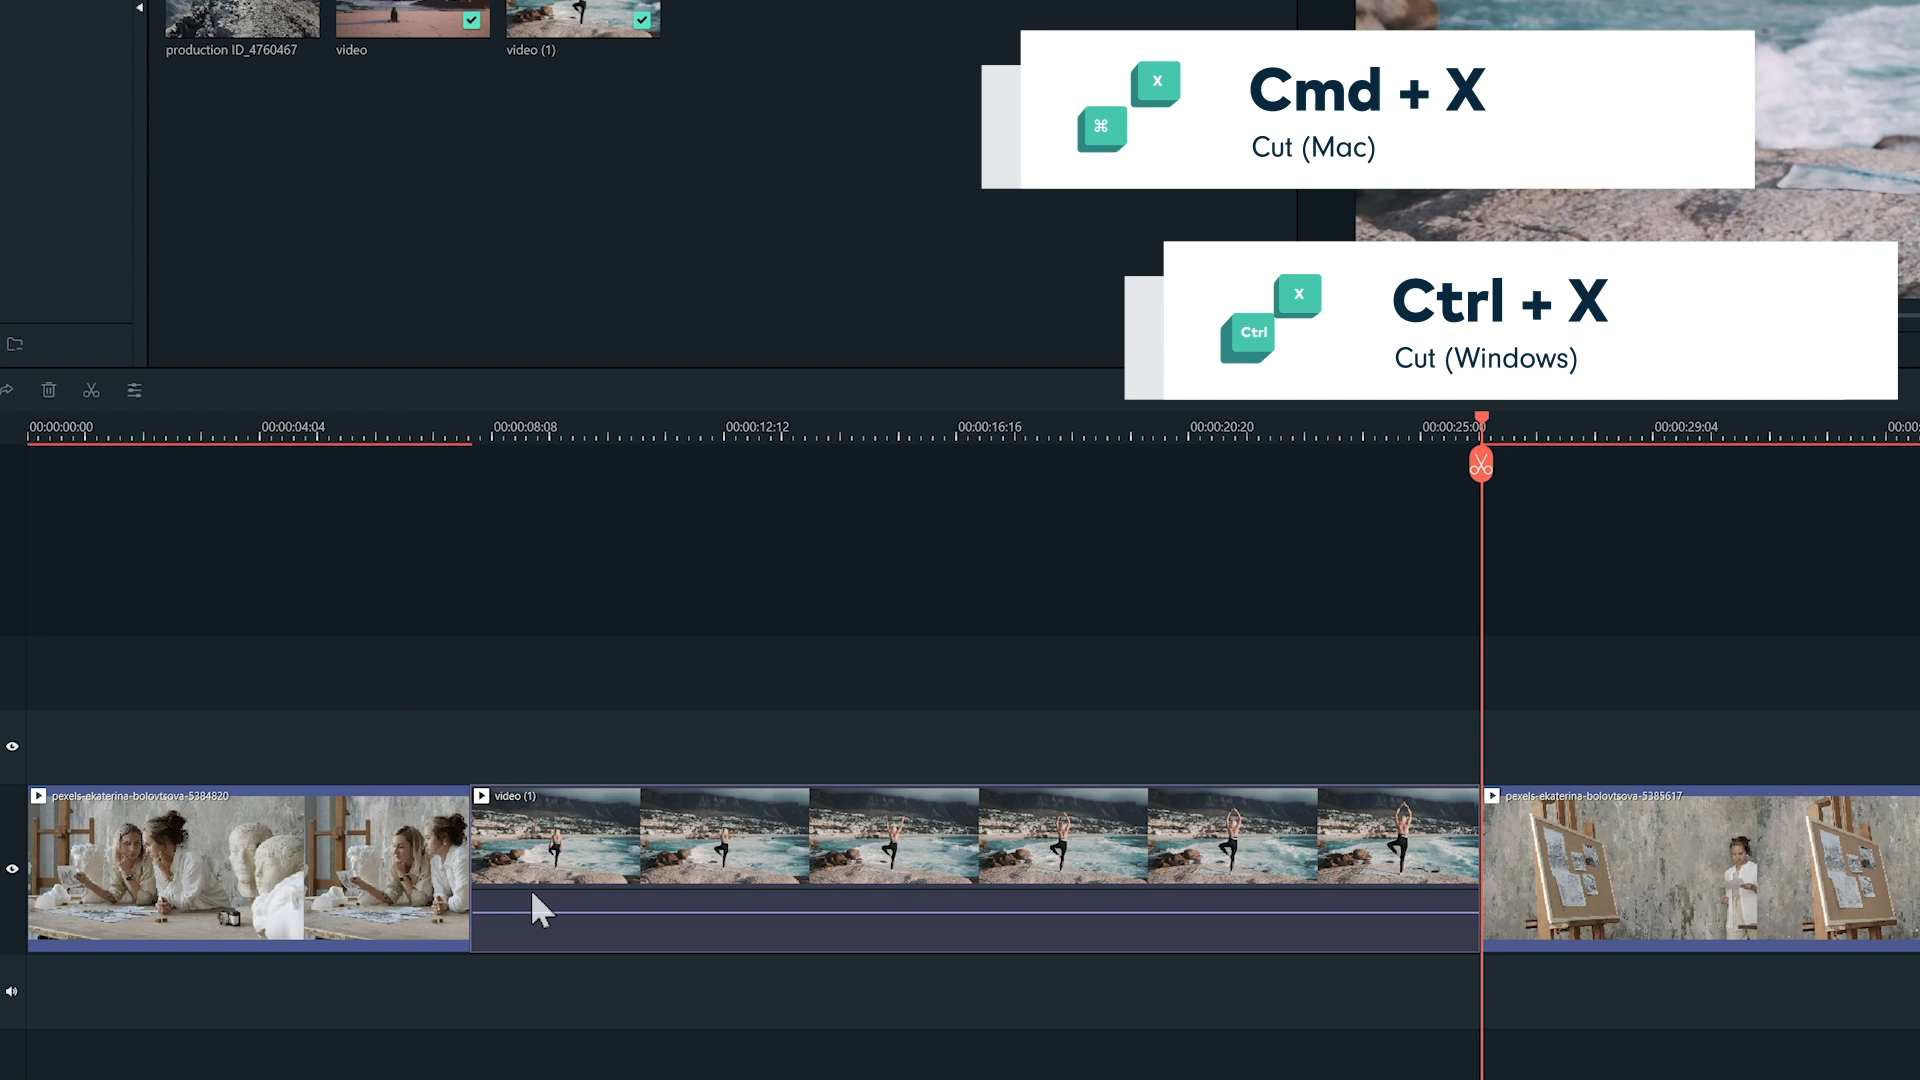 production ID_4760467
video
video (1)
X
⌘
Cmd + X
Cut (Mac)
X
Ctrl
Ctrl + X
Cut (Windows)
00:00:00:00
00:00:04:04
00:00:08:08
00:00:12:12
00:00:16:16
00:00:20:20
00:00:25:00
00:00:29:04
00:00:
pexels-ekaterina-bolovtsova-5384820
video (1)
pexels-ekaterina-bolovtsova-5385617